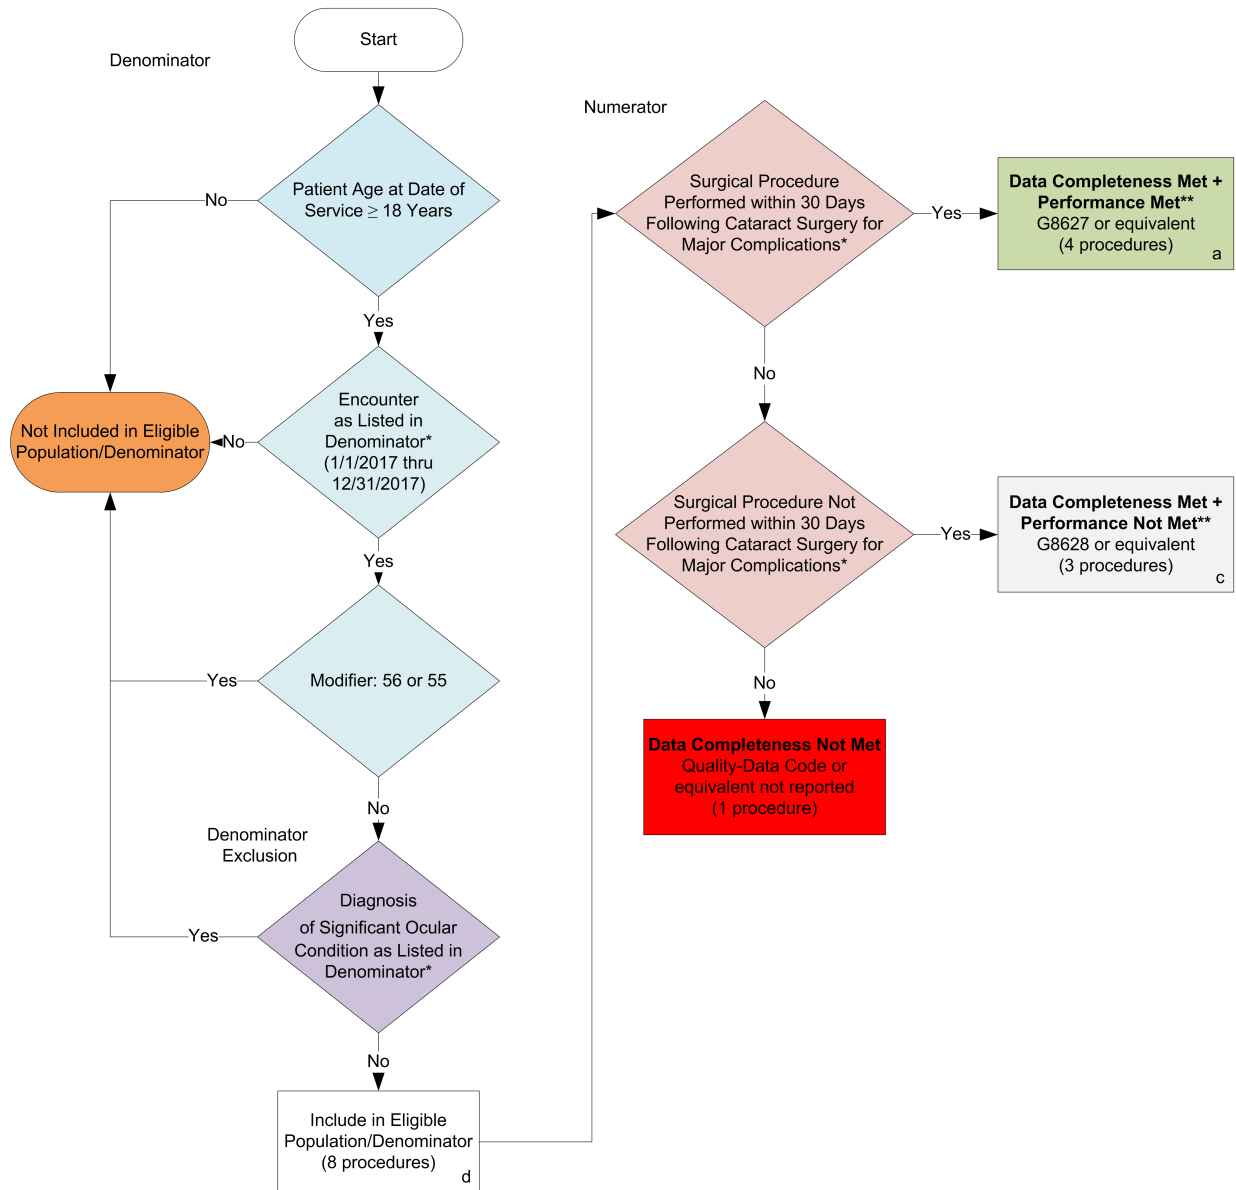 Start
Denominator
Patient Age at Date of
Service ≥ 18 Years
No
Yes
Encounter
as Listed in
Denominator*
(1/1/2017 thru
12/31/2017)
No
Not Included in Eligible
Population/Denominator
Yes
Modifier: 56 or 55
Yes
No
Denominator
Exclusion
Diagnosis
of Significant Ocular
Condition as Listed in
Denominator*
Yes
No
Include in Eligible
Population/Denominator
(8 procedures)
d
Numerator
Surgical Procedure
Performed within 30 Days
Following Cataract Surgery for
Major Complications*
Yes
Data Completeness Met +
Performance Met**
G8627 or equivalent
(4 procedures)
a
No
Surgical Procedure Not
Performed within 30 Days
Following Cataract Surgery for
Major Complications*
Yes
Data Completeness Met +
Performance Not Met**
G8628 or equivalent
(3 procedures)
c
No
Data Completeness Not Met
Quality-Data Code or
equivalent not reported
(1 procedure)